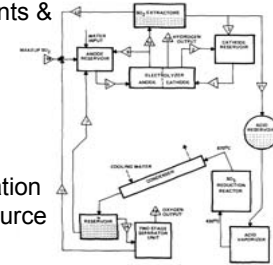 nts &
ation
ource
WATER
INPUT
MAKEUP SO₂
ANODE
RESERVOIR
SO₂ EXTRACTORS
HYDROGEN
OUTPUT
CATHODE
RESERVOIR
ELECTROLYZER
ANODE
CATHODE
ACID RESERVOIR
COOLING WATER
CONDENSER
SO₃
REDUCTION
REACTOR
RESERVOIR
OXYGEN
OUTPUT
TWO STAGE
SEPARATOR
UNIT
ACID
VAPORIZER